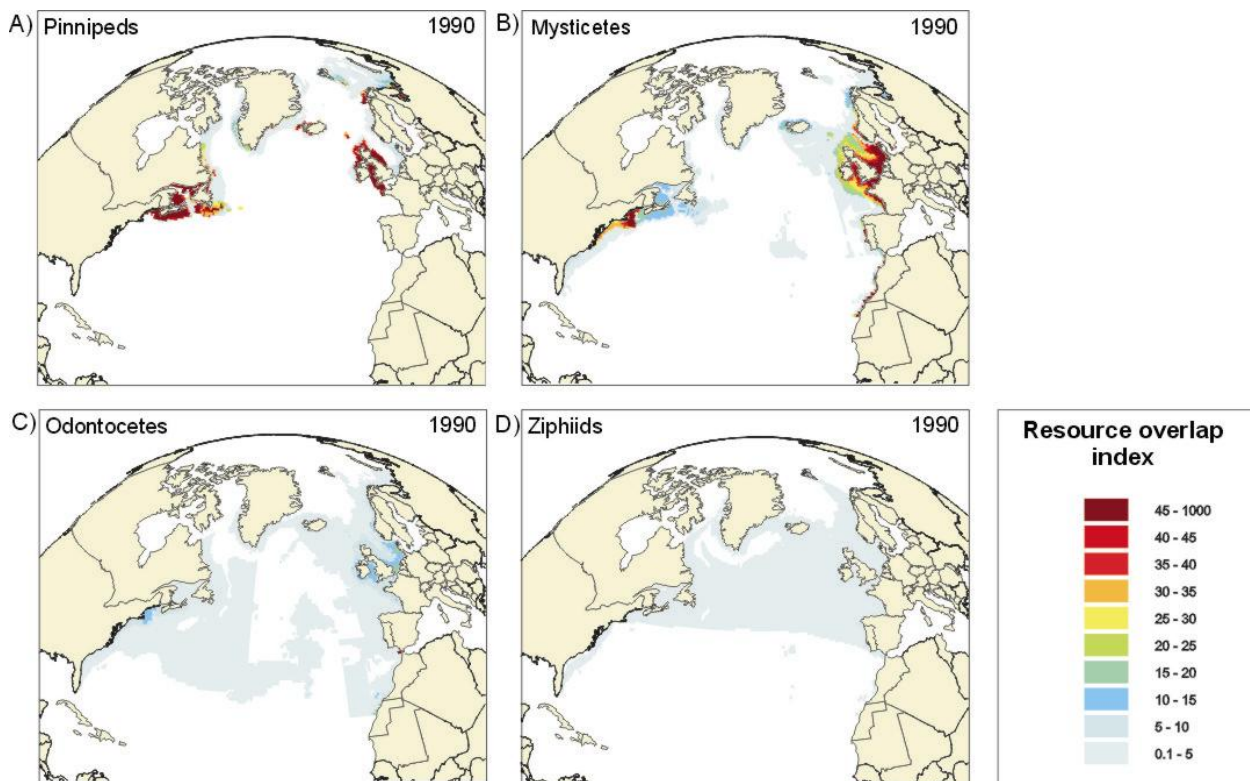 A) Pinnipeds 1990
B) Mysticetes 1990
C) Odontocetes 1990
D) Ziphiids 1990
Resource overlap
index
45 - 1000
40 - 45
35 - 40
30 - 35
25 - 30
20 - 25
15 - 20
10 - 15
5 - 10
0.1 - 5